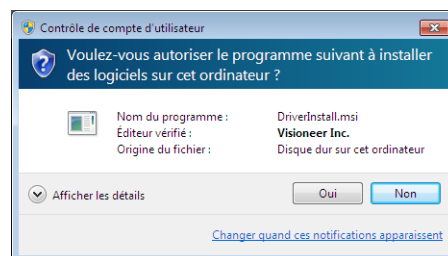 Contrôle de compte d'utilisateur
Voulez-vous autoriser le programme suivant à installer
des logiciels sur cet ordinateur ?
Nom du programme : DriverInstall.msi
Éditeur vérifié : Visioneer Inc.
Origine du fichier : Disque dur sur cet ordinateur
Afficher les détails Oui Non
Changer quand ces notifications apparaissent